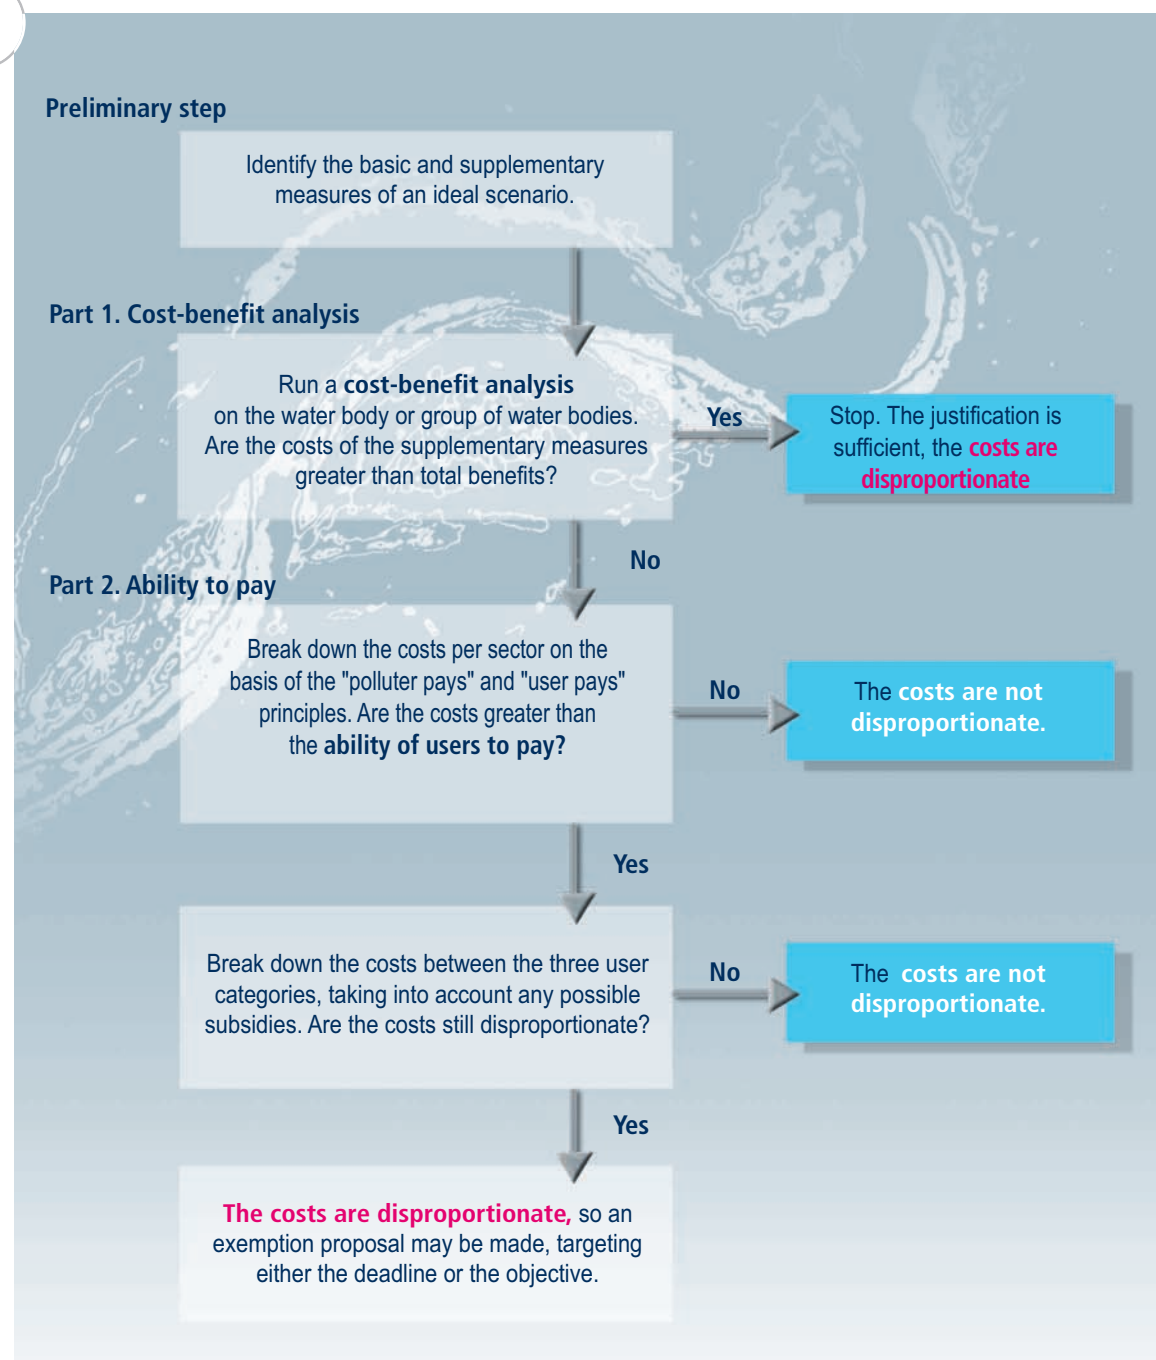 Preliminary step
Identify the basic and supplementary
measures of an ideal scenario.
Part 1. Cost-benefit analysis
Run a cost-benefit analysis
on the water body or group of water bodies.
Are the costs of the supplementary measures
greater than total benefits?
Yes
Stop. The justification is
sufficient, the costs are
disproportionate
No
Part 2. Ability to pay
Break down the costs per sector on the
basis of the "polluter pays" and "user pays"
principles. Are the costs greater than
the ability of users to pay?
No
The costs are not
disproportionate.
Yes
Break down the costs between the three user
categories, taking into account any possible
subsidies. Are the costs still disproportionate?
No
The costs are not
disproportionate.
Yes
The costs are disproportionate, so an
exemption proposal may be made, targeting
either the deadline or the objective.